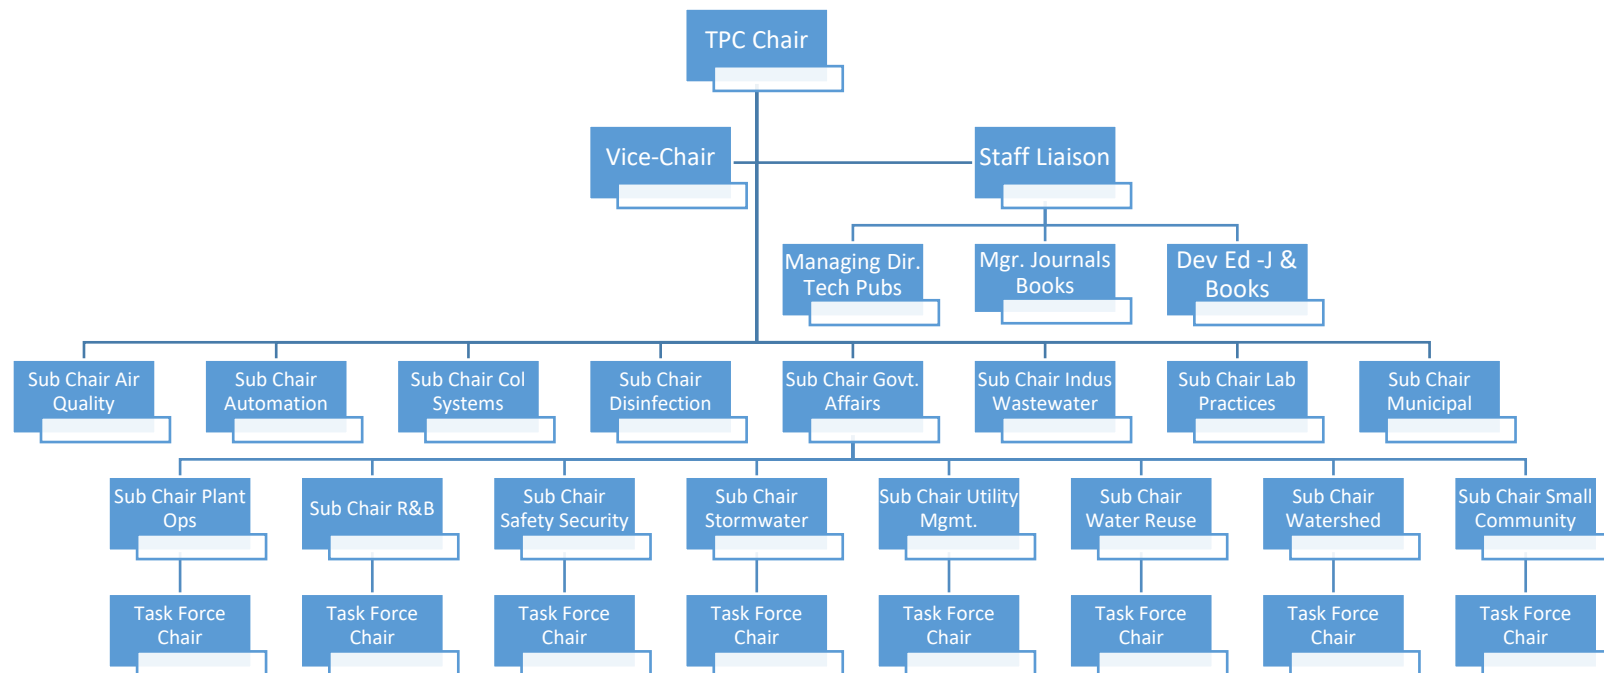 TPC Chair
Vice-Chair
Staff Liaison
Managing Dir.
Tech Pubs
Mgr. Journals
Books
Dev Ed -J &
Books
Sub Chair Air
Quality
Sub Chair
Automation
Sub Chair Col
Systems
Sub Chair
Disinfection
Sub Chair Govt.
Affairs
Sub Chair Indus
Wastewater
Sub Chair Lab
Practices
Sub Chair
Municipal
Sub Chair Plant
Ops
Sub Chair R&B
Sub Chair
Safety Security
Sub Chair
Stormwater
Sub Chair Utility
Mgmt.
Sub Chair
Water Reuse
Sub Chair
Watershed
Sub Chair Small
Community
Task Force
Chair
Task Force
Chair
Task Force
Chair
Task Force
Chair
Task Force
Chair
Task Force
Chair
Task Force
Chair
Task Force
Chair